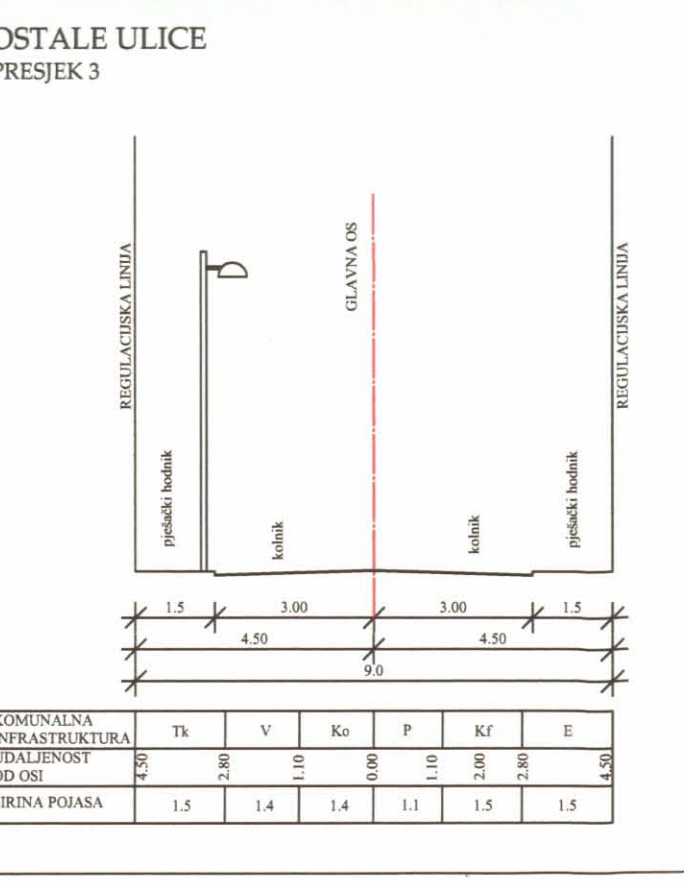 OSTALE ULICE
PRESJEK 3
REGULACIJSKA LINIJA
GLAVNA OS
REGULACIJSKA LINIJA
pješački hodnik
kolnik
kolnik
pješački hodnik
1.5 3.00 3.00 1.5
4.50 4.50
9.0
KOMUNALNA
INFRASTRUKTURA Tk V Ko P Kf E
UDALJENOST
OD OSI 4.50 2.80 1.10 0.00 1.10 2.00 2.80 4.50
IRINA POJASA 1.5 1.4 1.4 1.1 1.5 1.5